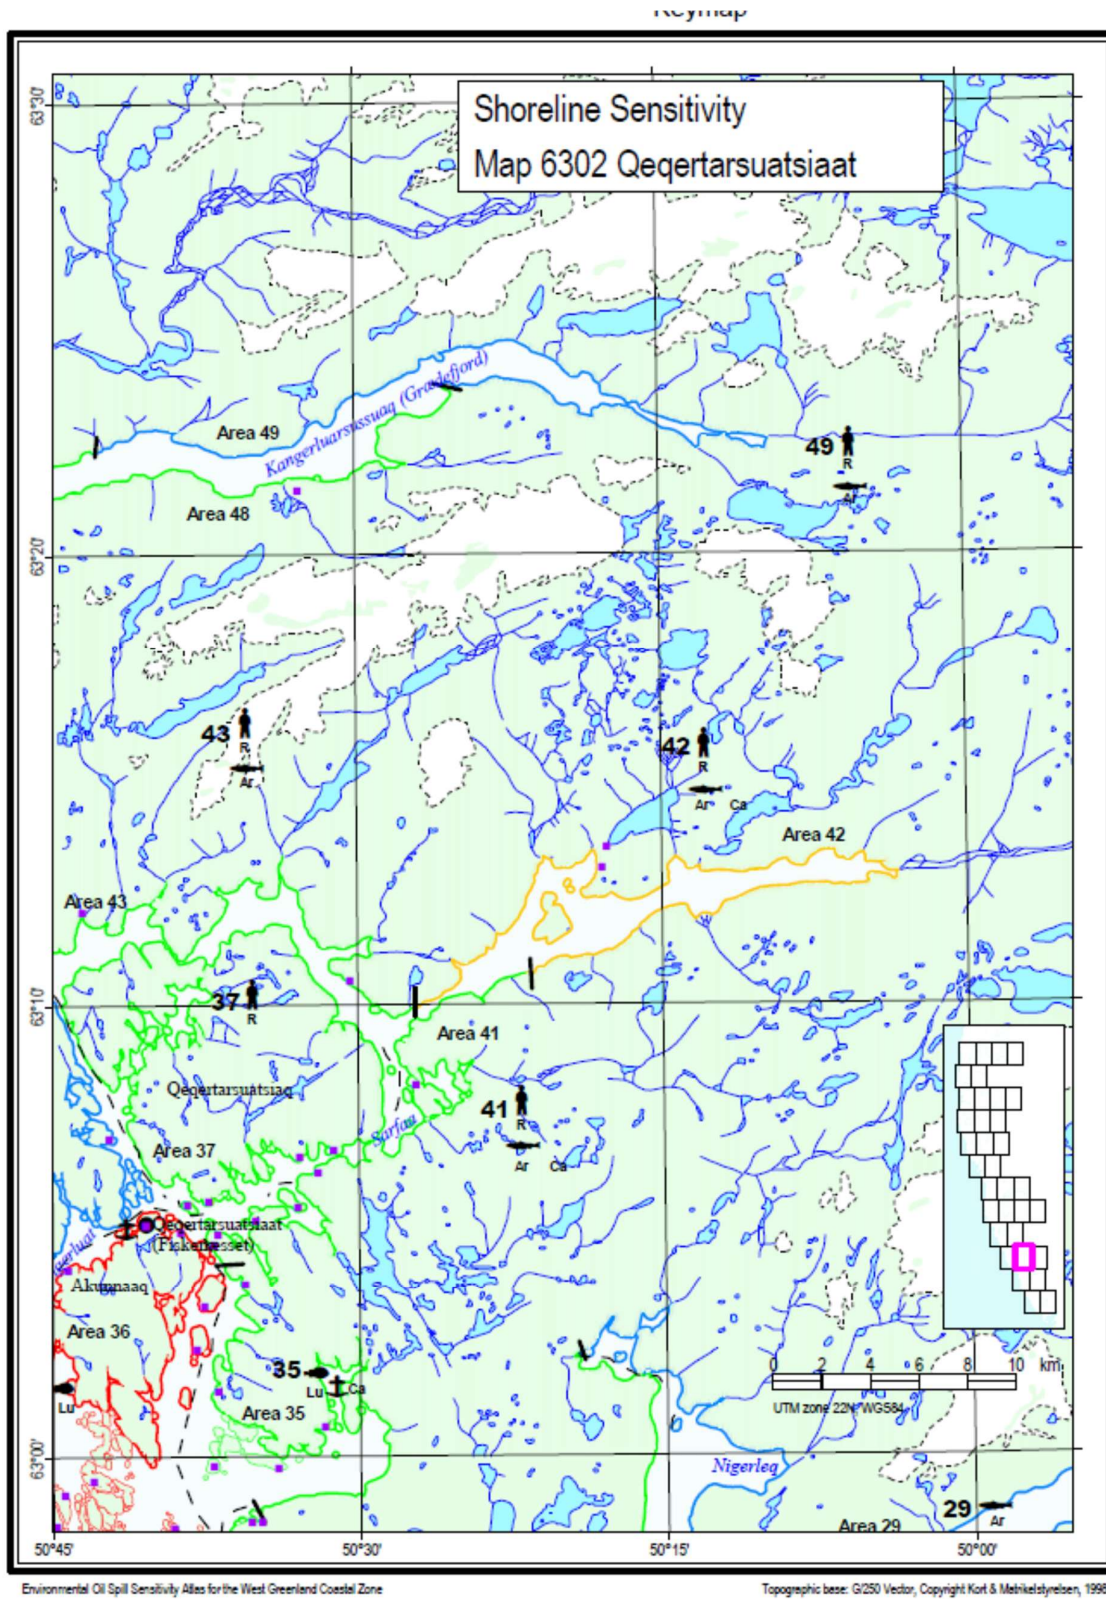 Keymap
Shoreline Sensitivity
Map 6302 Qeqertarsuatsiaat
63°30'
Kangerluarsussuaq (Grædefjord)
Area 49
49
R
Ar
Area 48
63°20'
43
R
Ar
42
R
Ar Ca
Area 42
Area 43
37
R
63°10'
Area 41
Qeqertarsuatsiaq
41
R
Ar Ca
Sarfaa
Area 37
Qeqertarsuatsiaat
(Fiskenæsset)
Akunnaaq
Area 36
35
Lu
Ca
Lu
Area 35
0 2 4 6 8 10 km
UTM zone 22N, WGS84
63°00'
Nigerleq
29
Ar
Area 29
50°45' 50°30' 50°15' 50°00'
Environmental Oil Spill Sensitivity Atlas for the West Greenland Coastal Zone
Topographic base: G/250 Vector, Copyright Kort & Matrikelstyrelsen, 1998